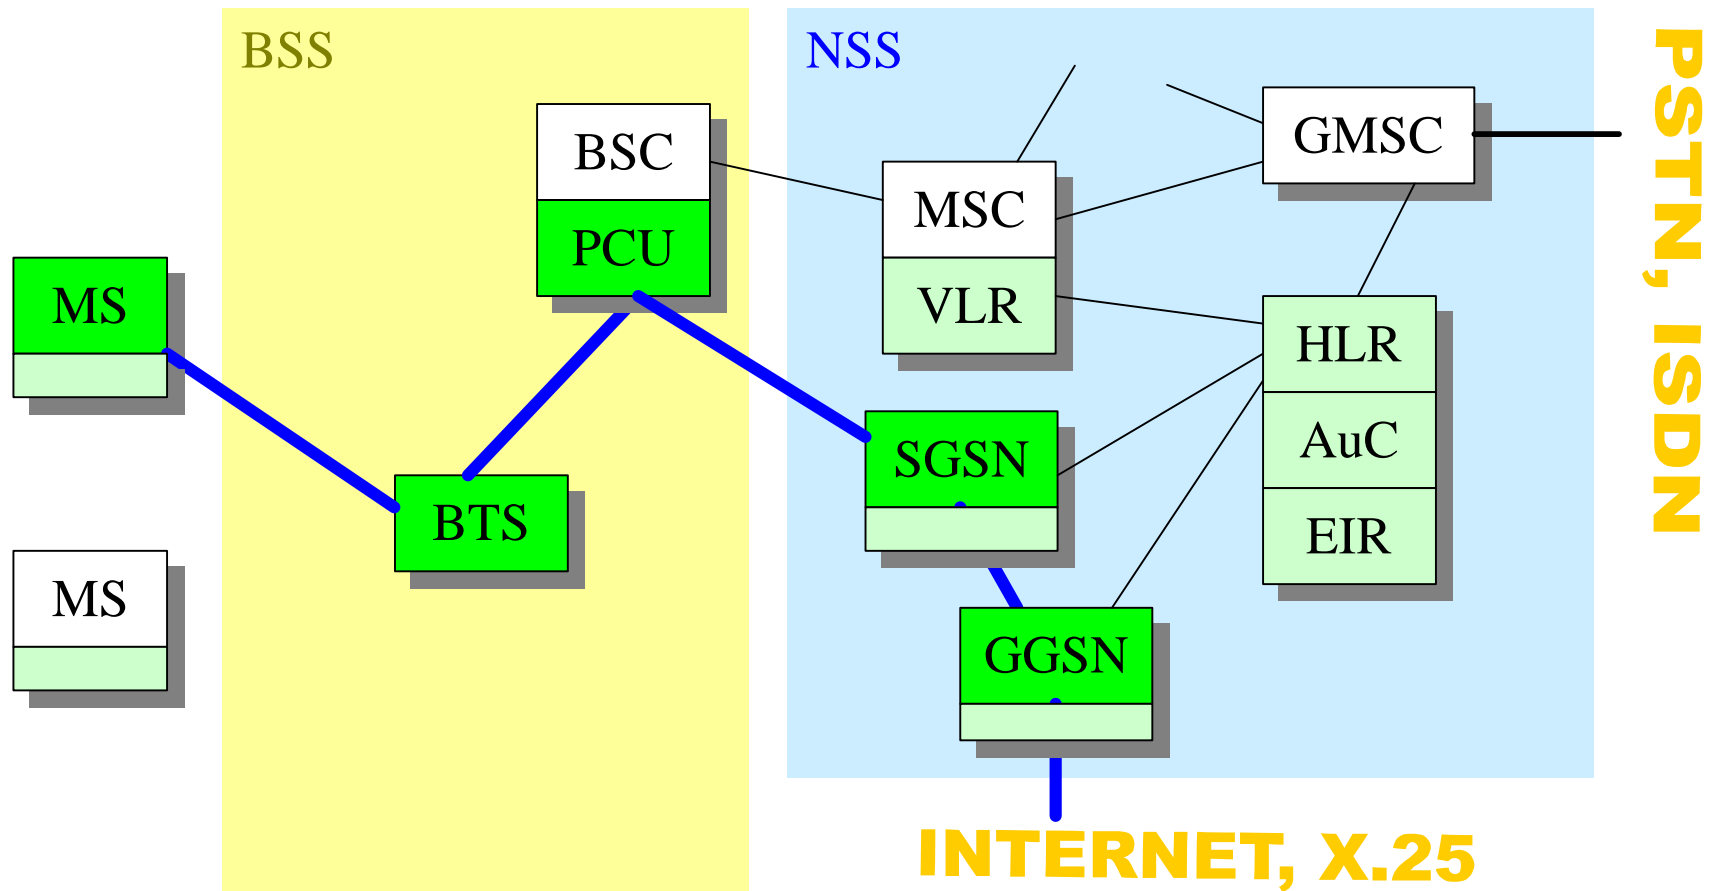 BSS
NSS
PSTN, ISDN
BSC
GMSC
MSC
PCU
MS
VLR
HLR
AuC
SGSN
BTS
EIR
MS
GGSN
INTERNET, X.25